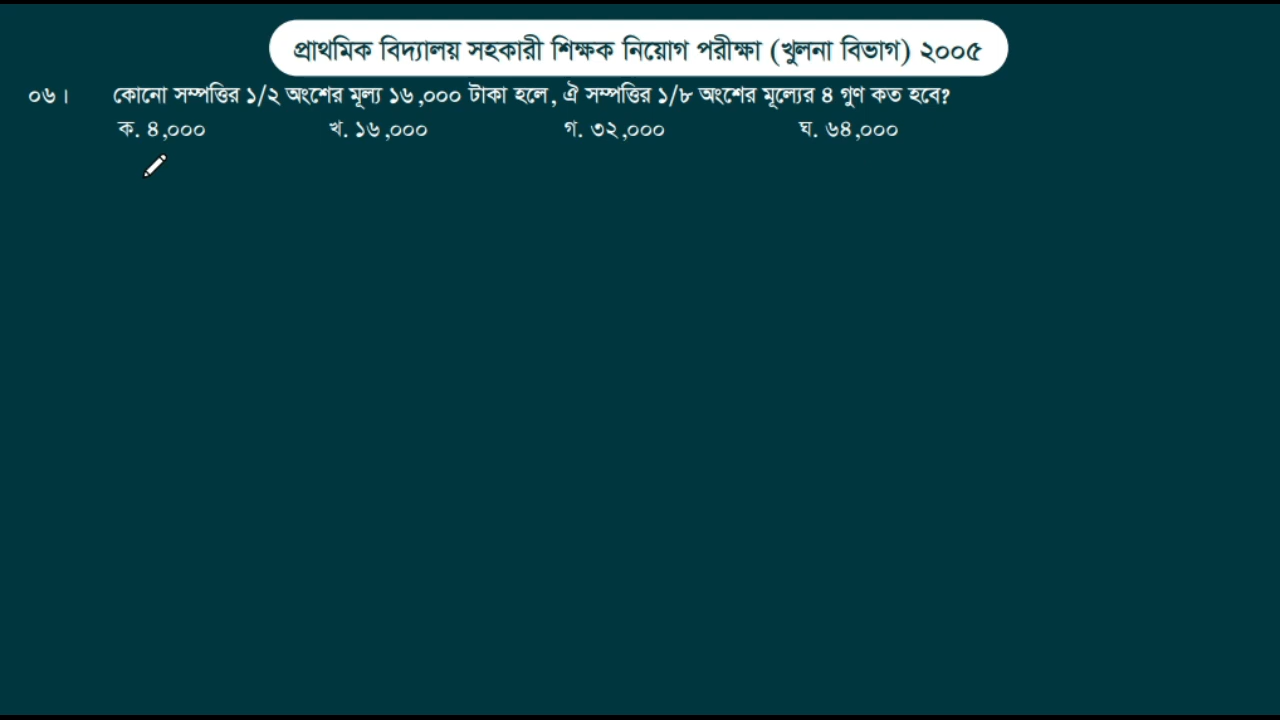 প্রাথমিক বিদ্যালয় সহকারী শিক্ষক নিয়োগ পরীক্ষা (খুলনা বিভাগ) ২০০৫
০৬। কোনো সম্পত্তির ১/২ অংশের মূল্য ১৬,০০০ টাকা হলে, ঐ সম্পত্তির ১/৮ অংশের মূল্যের ৪ গুণ কত হবে?
ক. ৪,০০০ খ. ১৬,০০০ গ. ৩২,০০০ ঘ. ৬৪,০০০